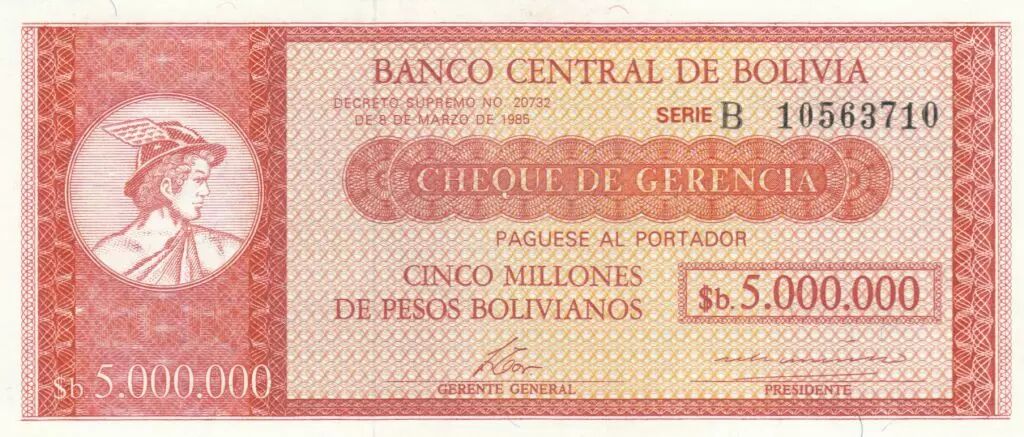 BANCO CENTRAL DE BOLIVIA
DECRETO SUPREMO NO. 20732
DE 8 DE MARZO DE 1985
SERIE B 10563710
CHEQUE DE GERENCIA
PAGUESE AL PORTADOR
CINCO MILLONES
DE PESOS BOLIVIANOS
$b. 5.000.000
$b 5.000.000
GERENTE GENERAL
PRESIDENTE